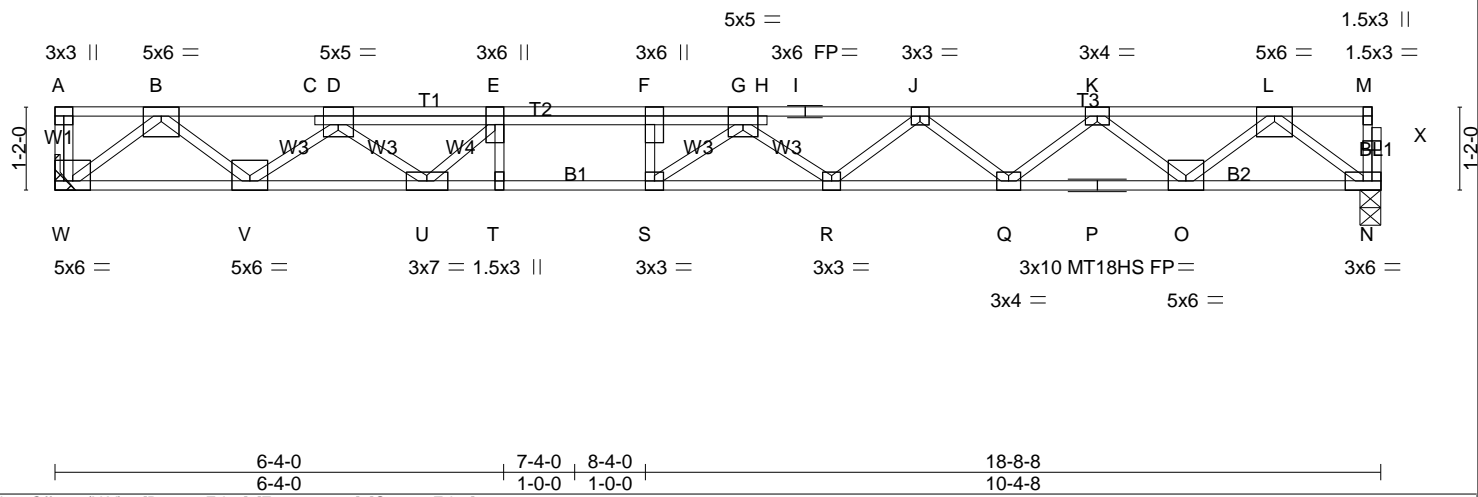 5x5 =
1.5x3 ||
3x3 || 5x6 = 5x5 = 3x6 || 3x6 || 3x6 FP= 3x3 = 3x4 = 5x6 = 1.5x3 =
A B C D E F G H I J K L M
T1 T2 T3
1-2-0 W1 W3 W3 W4 W3 W3 BL1 X 1-2-0
B1 B2
W V U T S R Q P O N
5x6 = 5x6 = 3x7 = 1.5x3 || 3x3 = 3x3 = 3x10 MT18HS FP= 3x6 =
3x4 = 5x6 =
6-4-0 7-4-0 8-4-0 18-8-8
6-4-0 1-0-0 1-0-0 10-4-8